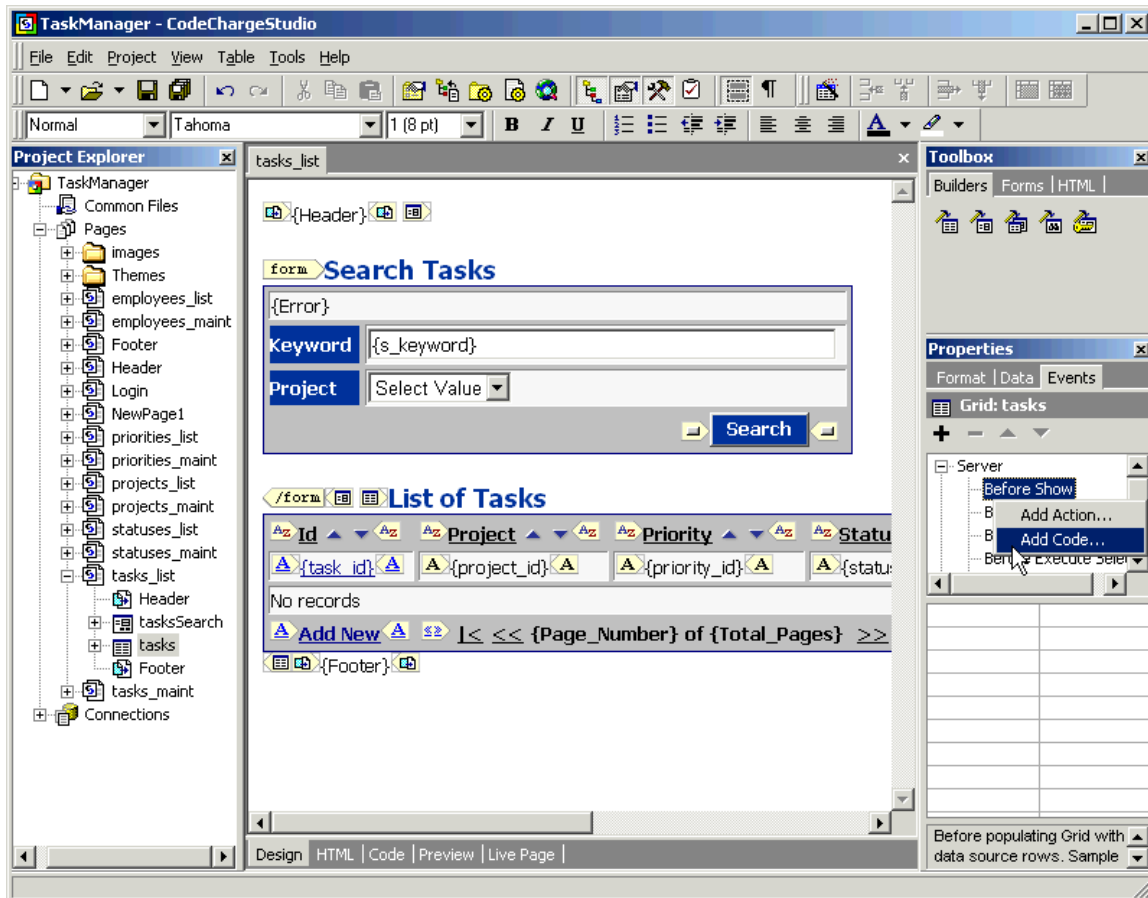 TaskManager - CodeChargeStudio
File Edit Project View Table Tools Help
Normal Tahoma 1 (8 pt) B I U A
Project Explorer
TaskManager
Common Files
Pages
images
Themes
employees_list
employees_maint
Footer
Header
Login
NewPage1
priorities_list
priorities_maint
projects_list
projects_maint
statuses_list
statuses_maint
tasks_list
Header
tasksSearch
tasks
Footer
tasks_maint
Connections
tasks_list
{Header}
form Search Tasks
{Error}
Keyword {s_keyword}
Project Select Value
Search
/form List of Tasks
Id Project Priority Statu
{task_id} {project_id} {priority_id} {statu
No records
Add New |< << {Page_Number} of {Total_Pages} >>
{Footer}
Design HTML Code Preview Live Page
Toolbox
Builders Forms HTML
Properties
Format Data Events
Grid: tasks
Server
Before Show
Add Action...
Add Code...
Before Execute Selec
Before populating Grid with
data source rows. Sample